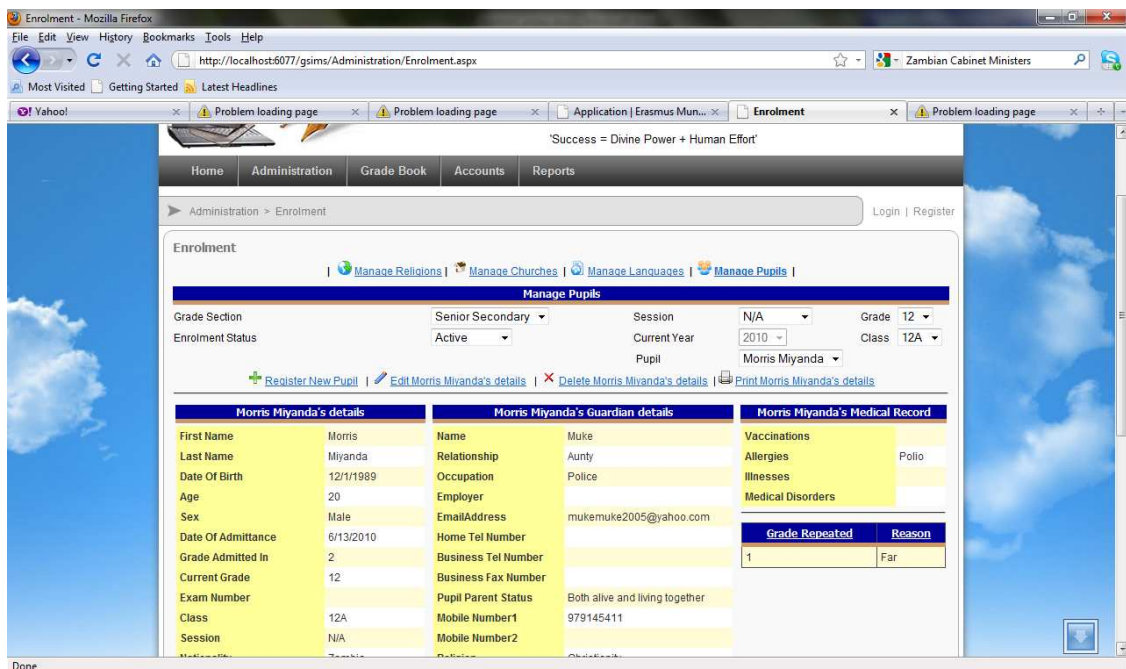 Enrolment - Mozilla Firefox
File Edit View History Bookmarks Tools Help
http://localhost:6077/gsims/Administration/Enrolment.aspx Zambian Cabinet Ministers
Most Visited Getting Started Latest Headlines
Yahoo! Problem loading page Problem loading page Application | Erasmus Mun... Enrolment Problem loading page
'Success = Divine Power + Human Effort'
Home Administration Grade Book Accounts Reports
Administration > Enrolment Login | Register
Enrolment
| Manage Religions | Manage Churches | Manage Languages | Manage Pupils |
Manage Pupils
Grade Section Senior Secondary Session N/A Grade 12
Enrolment Status Active Current Year 2010 Class 12A
Pupil Morris Miyanda
Register New Pupil | Edit Morris Miyanda's details | Delete Morris Miyanda's details | Print Morris Miyanda's details
Morris Miyanda's details Morris Miyanda's Guardian details Morris Miyanda's Medical Record
First Name Morris Name Muke Vaccinations
Last Name Miyanda Relationship Aunty Allergies Polio
Date Of Birth 12/1/1989 Occupation Police Illnesses
Age 20 Employer Medical Disorders
Sex Male EmailAddress mukemuke2005@yahoo.com
Date Of Admittance 6/13/2010 Home Tel Number Grade Repeated Reason
Grade Admitted In 2 Business Tel Number 1 Far
Current Grade 12 Business Fax Number
Exam Number Pupil Parent Status Both alive and living together
Class 12A Mobile Number1 979145411
Session N/A Mobile Number2
Nationality Zambia Religion Christianity
Done